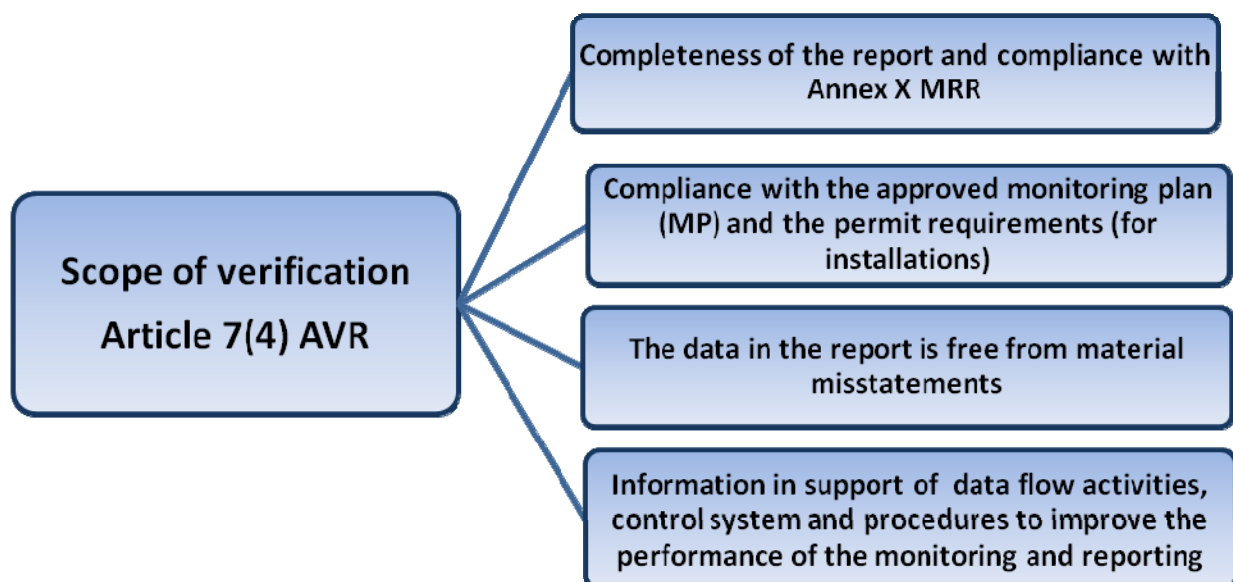 Scope of verification
Article 7(4) AVR
Completeness of the report and compliance with
Annex X MRR
Compliance with the approved monitoring plan
(MP) and the permit requirements (for
installations)
The data in the report is free from material
misstatements
Information in support of data flow activities,
control system and procedures to improve the
performance of the monitoring and reporting